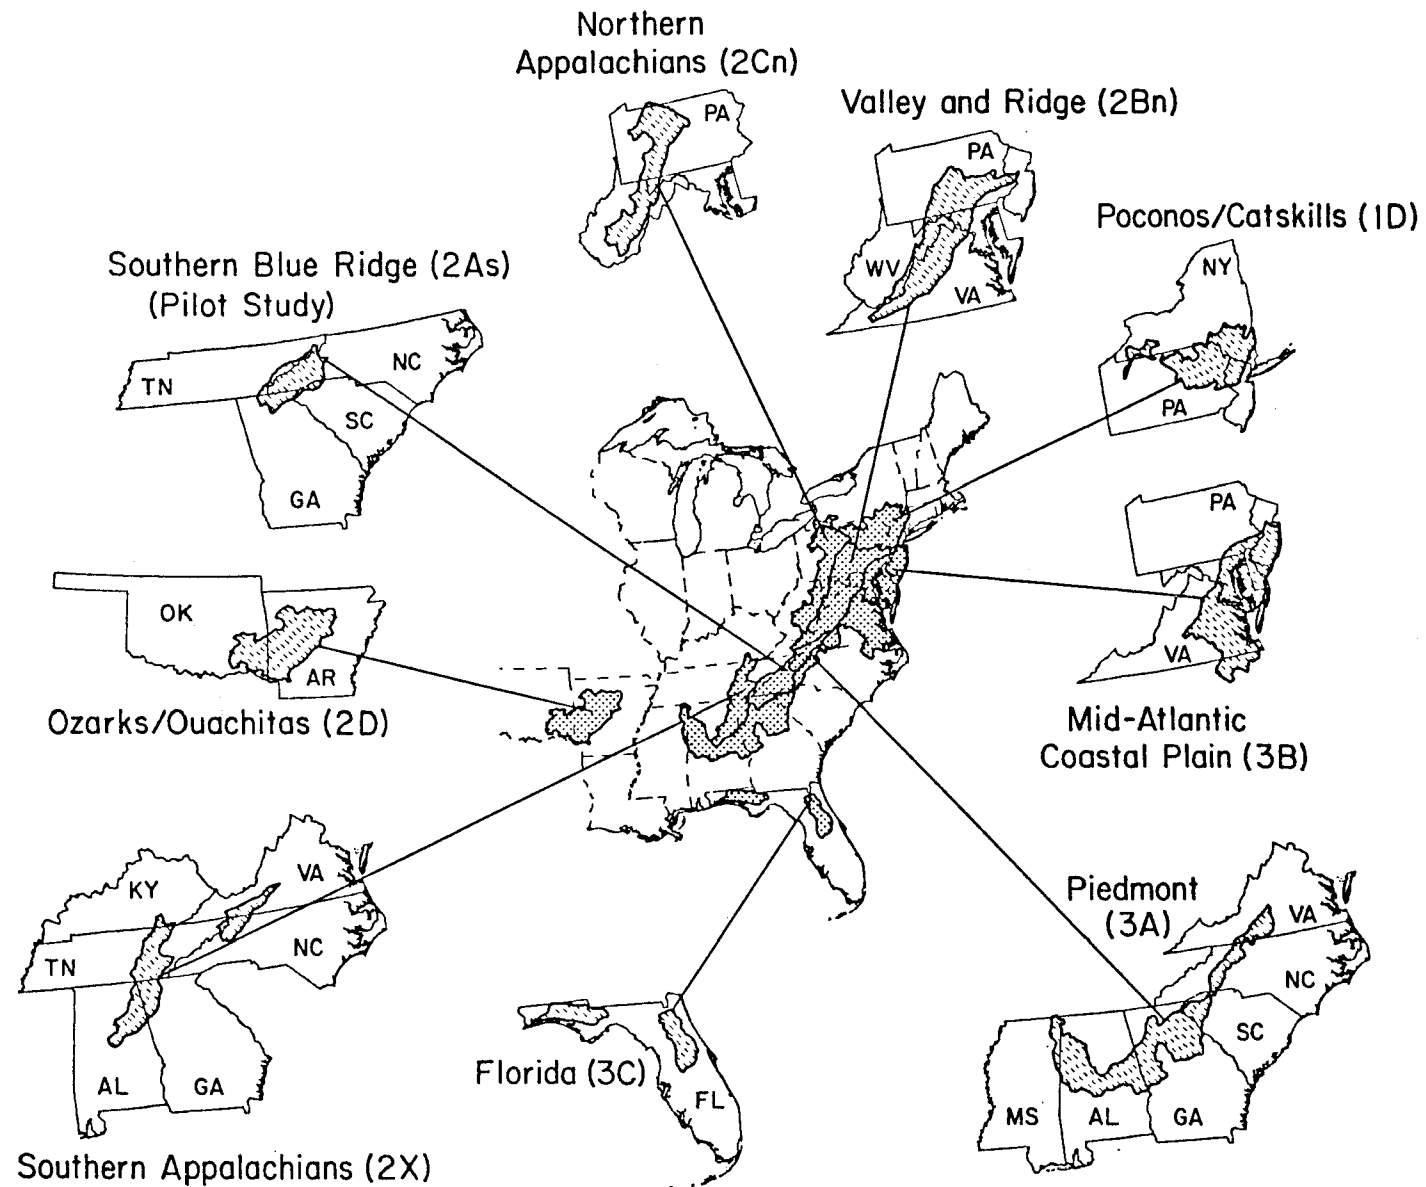 Northern
Appalachians (2Cn)
PA
Valley and Ridge (2Bn)
PA
WV
VA
Poconos/Catskills (1D)
NY
PA
Southern Blue Ridge (2As)
(Pilot Study)
TN
NC
SC
GA
PA
VA
Mid-Atlantic
Coastal Plain (3B)
OK
AR
Ozarks/Ouachitas (2D)
KY
VA
TN
NC
AL
GA
Southern Appalachians (2X)
Florida (3C)
FL
Piedmont
(3A)
VA
NC
SC
MS
AL
GA